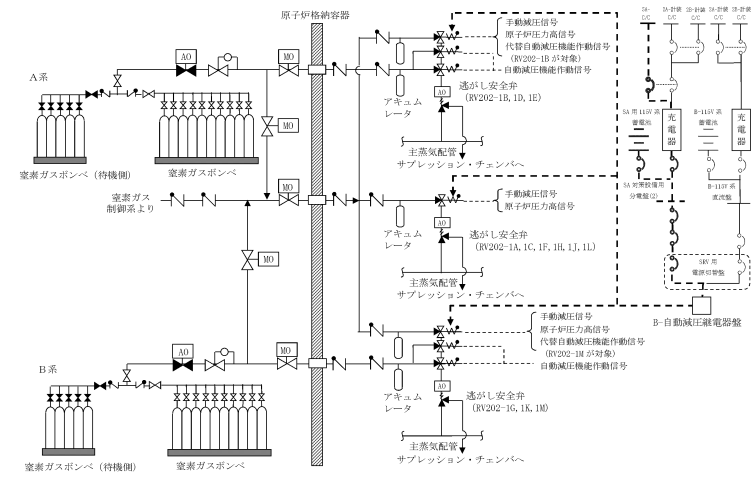 原子炉格納容器
手動減圧信号
原子炉圧力高信号
代替自動減圧機能作動信号
(RV202-1Bが対象)
自動減圧機能作動信号
A系
AO
MO
AO
逃がし安全弁
(RV202-1B,1D,1E)
アキュム
レータ
MO
主蒸気配管
サプレッション・チェンバへ
窒素ガスボンベ (待機側)
窒素ガスボンベ
窒素ガス
制御系より
MO
手動減圧信号
原子炉圧力高信号
アキュム
レータ
AO
逃がし安全弁
(RV202-1A,1C,1F,1H,1J,1L)
MO
主蒸気配管
サプレッション・チェンバへ
手動減圧信号
原子炉圧力高信号
代替自動減圧機能作動信号
(RV202-1Mが対象)
自動減圧機能作動信号
B系
AO
MO
アキュム
レータ
AO
逃がし安全弁
(RV202-1G,1K,1M)
主蒸気配管
サプレッション・チェンバへ
窒素ガスボンベ (待機側)
窒素ガスボンベ
SA-
C/C
2A-計装
C/C
2B-計装
C/C
SA-計装
C/C
2B-計装
C/C
SA用115V系
蓄電池
充電器
B-115V系
蓄電池
充電器
SA対策設備用
分電盤(2)
B-115V系
直流盤
SRV用
電源切替盤
B-自動減圧継電器盤